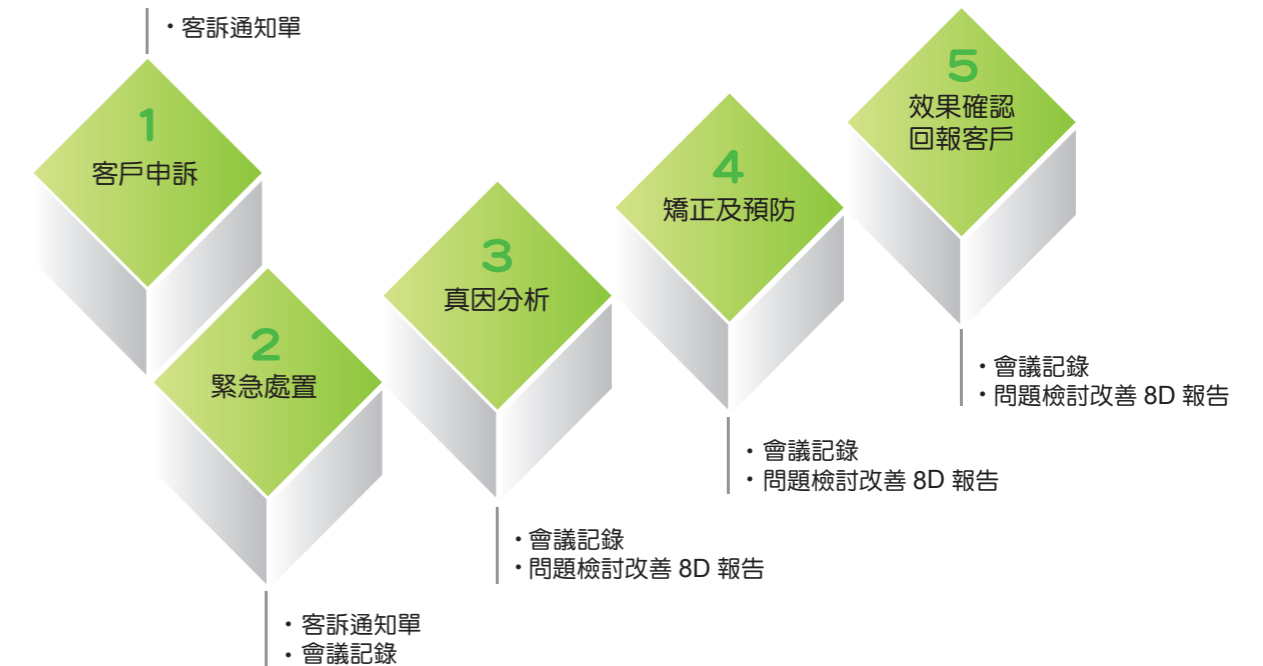 ・客訴通知單
1
客戶申訴
2
緊急處置
・客訴通知單
・會議記錄
3
真因分析
・會議記錄
・問題檢討改善 8D 報告
4
矯正及預防
・會議記錄
・問題檢討改善 8D 報告
5
效果確認
回報客戶
・會議記錄
・問題檢討改善 8D 報告